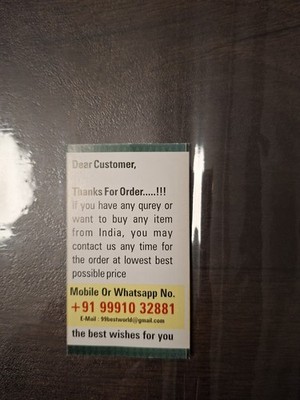 Dear Customer,
Thanks For Order.....!!!
if you have any qurey or
want to buy any item
from India, you may
contact us any time for
the order at lowest best
possible price
Mobile Or Whatsapp No.
+91 99910 32881
E-Mail : 99bestworld@gmail.com
the best wishes for you